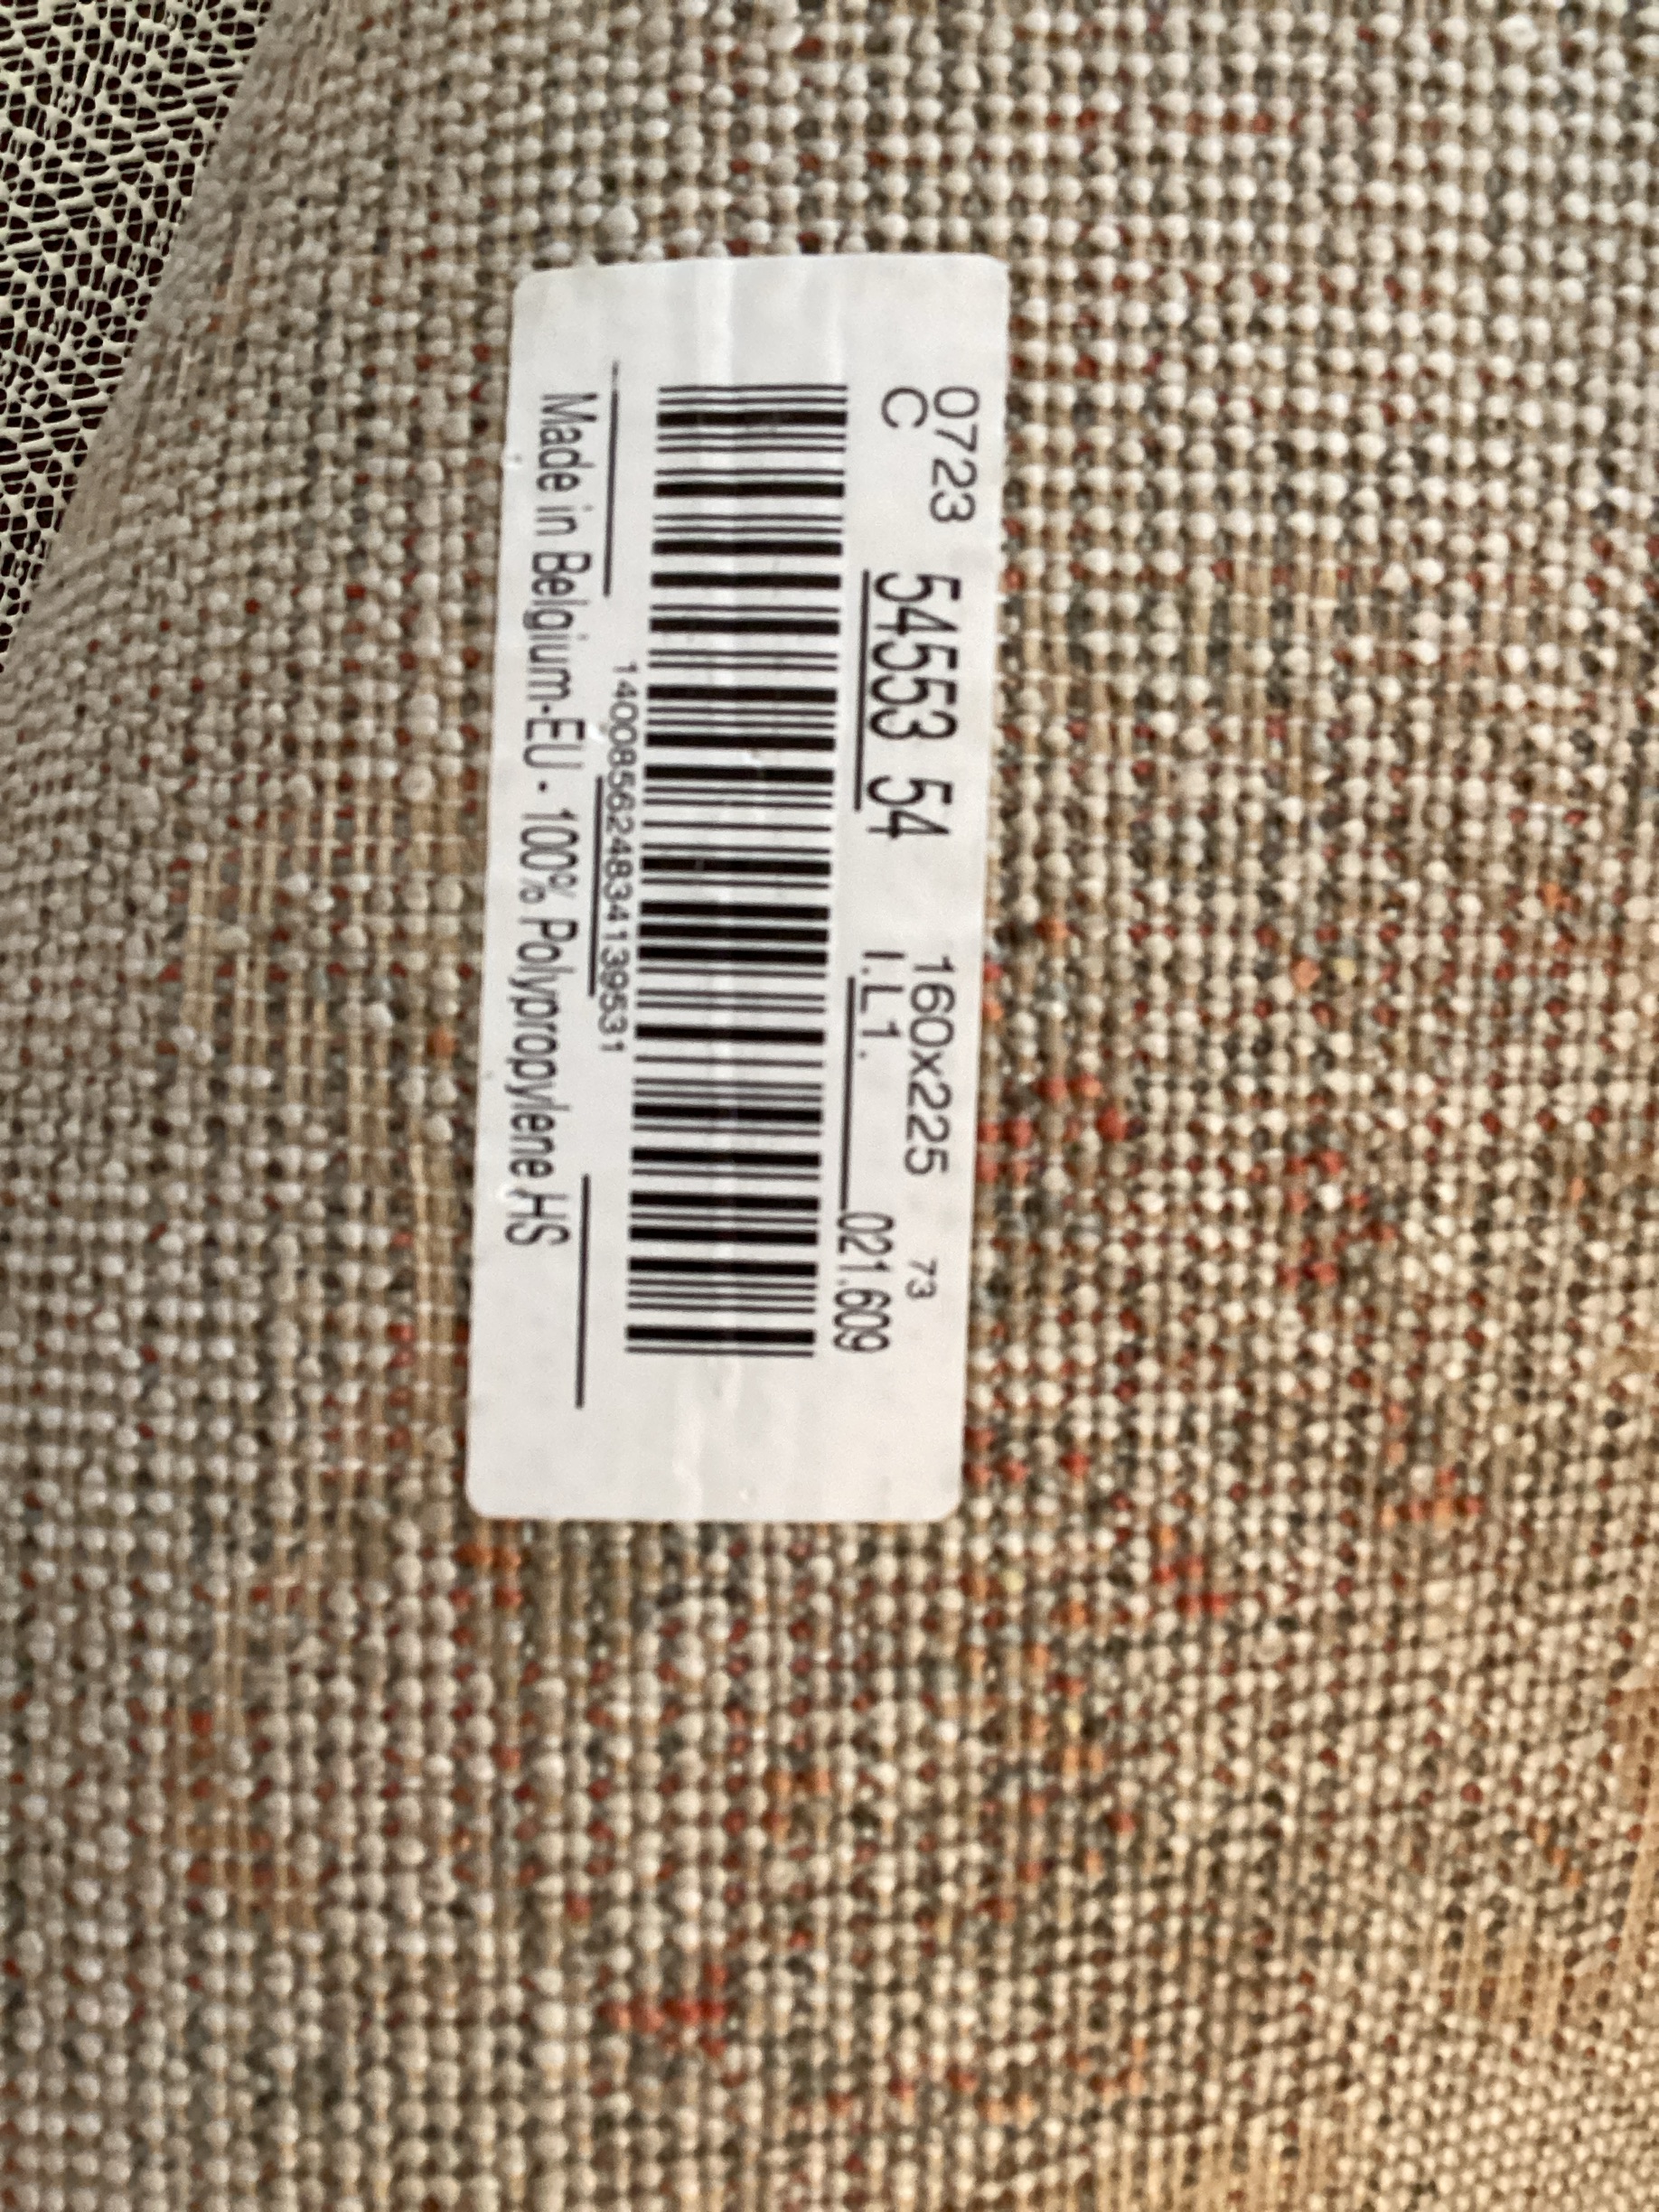 0723 54553 54 160x225 73
C I.L1. 021.609
14008562483413953 1
Made in Belgium-EU - 100% Polypropylene HS